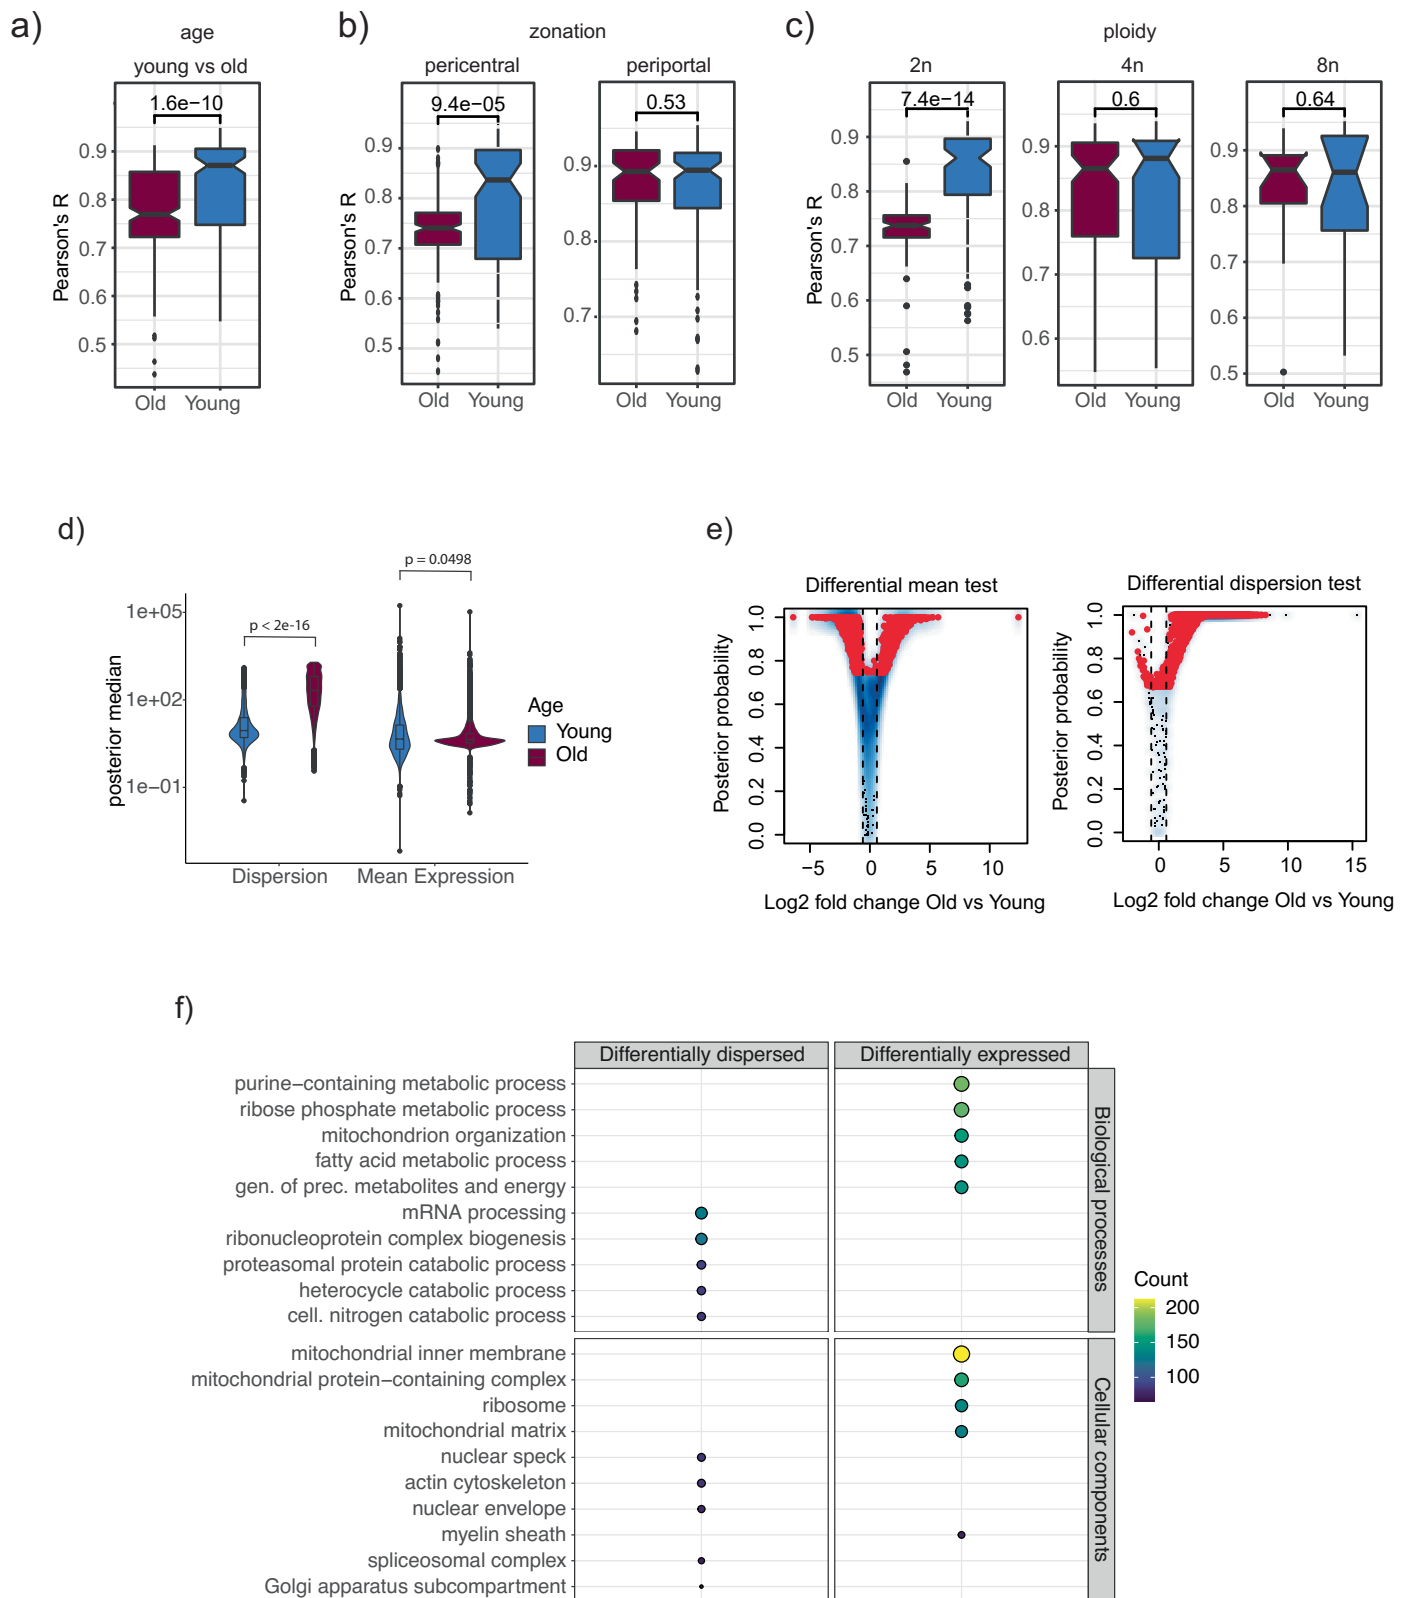 a)
age
young vs old
1.6e−10
Pearson's R
0.9
0.8
0.7
0.6
0.5
Old
Young
b)
zonation
pericentral
9.4e−05
Pearson's R
0.9
0.8
0.7
0.6
0.5
Old
Young
periportal
0.53
0.9
0.8
0.7
Old
Young
c)
ploidy
2n
7.4e−14
Pearson's R
0.9
0.8
0.7
0.6
0.5
Old
Young
4n
0.6
0.9
0.8
0.7
0.6
Old
Young
8n
0.64
0.9
0.8
0.7
0.6
0.5
Old
Young
d)
p = 0.0498
p < 2e-16
posterior median
1e+05
1e+02
1e−01
Dispersion
Mean Expression
Age
Young
Old
e)
Differential mean test
Posterior probability
1.0
0.8
0.6
0.4
0.2
0.0
−5
0
5
10
Log2 fold change Old vs Young
Differential dispersion test
Posterior probability
1.0
0.8
0.6
0.4
0.2
0.0
0
5
10
15
Log2 fold change Old vs Young
f)
Differentially dispersed
Differentially expressed
purine−containing metabolic process
ribose phosphate metabolic process
mitochondrion organization
fatty acid metabolic process
gen. of prec. metabolites and energy
mRNA processing
ribonucleoprotein complex biogenesis
proteasomal protein catabolic process
heterocycle catabolic process
cell. nitrogen catabolic process
Biological processes
mitochondrial inner membrane
mitochondrial protein−containing complex
ribosome
mitochondrial matrix
nuclear speck
actin cytoskeleton
nuclear envelope
myelin sheath
spliceosomal complex
Golgi apparatus subcompartment
Cellular components
Count
200
150
100